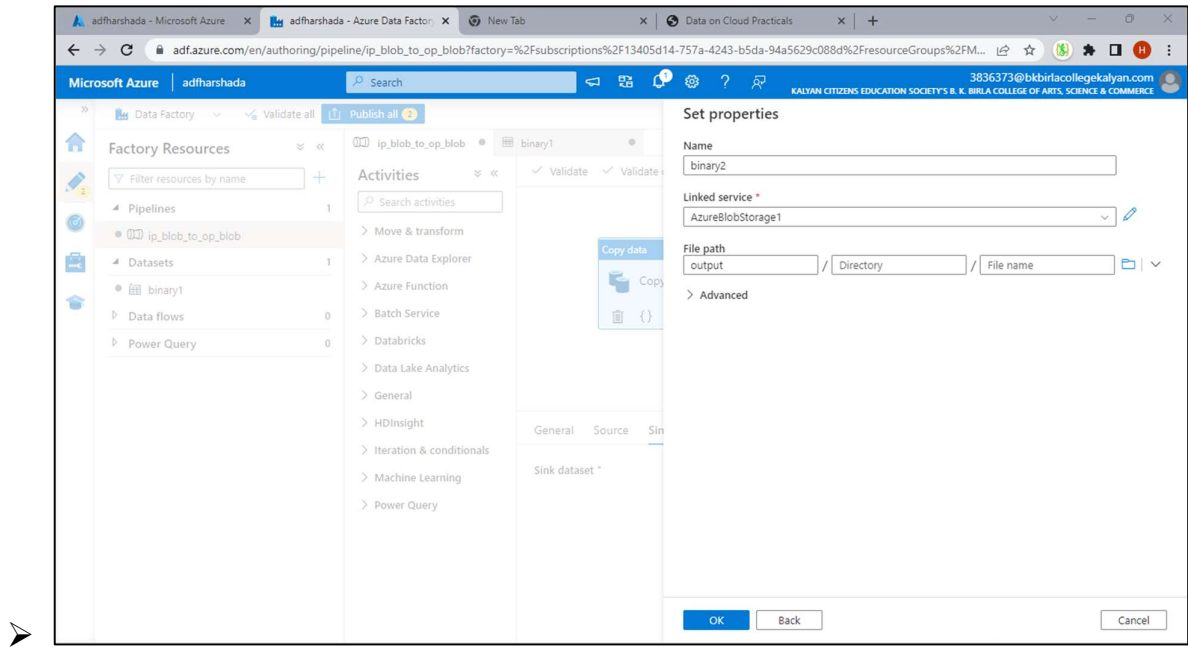 adfharshada - Microsoft Azure
adfharshada - Azure Data Factor
New Tab
Data on Cloud Practicals
adf.azure.com/en/authoring/pipeline/ip_blob_to_op_blob?factory=%2Fsubscriptions%2F13405d14-757a-4243-b5da-94a5629c088d%2FresourceGroups%2FM...
H
Microsoft Azure
adfharshada
Search
1
3836373@bkbirlacollegekalyan.com
KALYAN CITIZENS EDUCATION SOCIETY'S B. K. BIRLA COLLEGE OF ARTS, SCIENCE & COMMERCE
Data Factory
Validate all
Publish all 2
2
Factory Resources
Filter resources by name
Pipelines 1
ip_blob_to_op_blob
Datasets 1
binary1
Data flows 0
Power Query 0
ip_blob_to_op_blob
binary1
Activities
Search activities
Move & transform
Azure Data Explorer
Azure Function
Batch Service
Databricks
Data Lake Analytics
General
HDInsight
Iteration & conditionals
Machine Learning
Power Query
Validate
Validate
Copy data
Copy
General
Source
Sin
Sink dataset *
Set properties
Name
binary2
Linked service *
AzureBlobStorage1
File path
output / Directory / File name
Advanced
OK
Back
Cancel